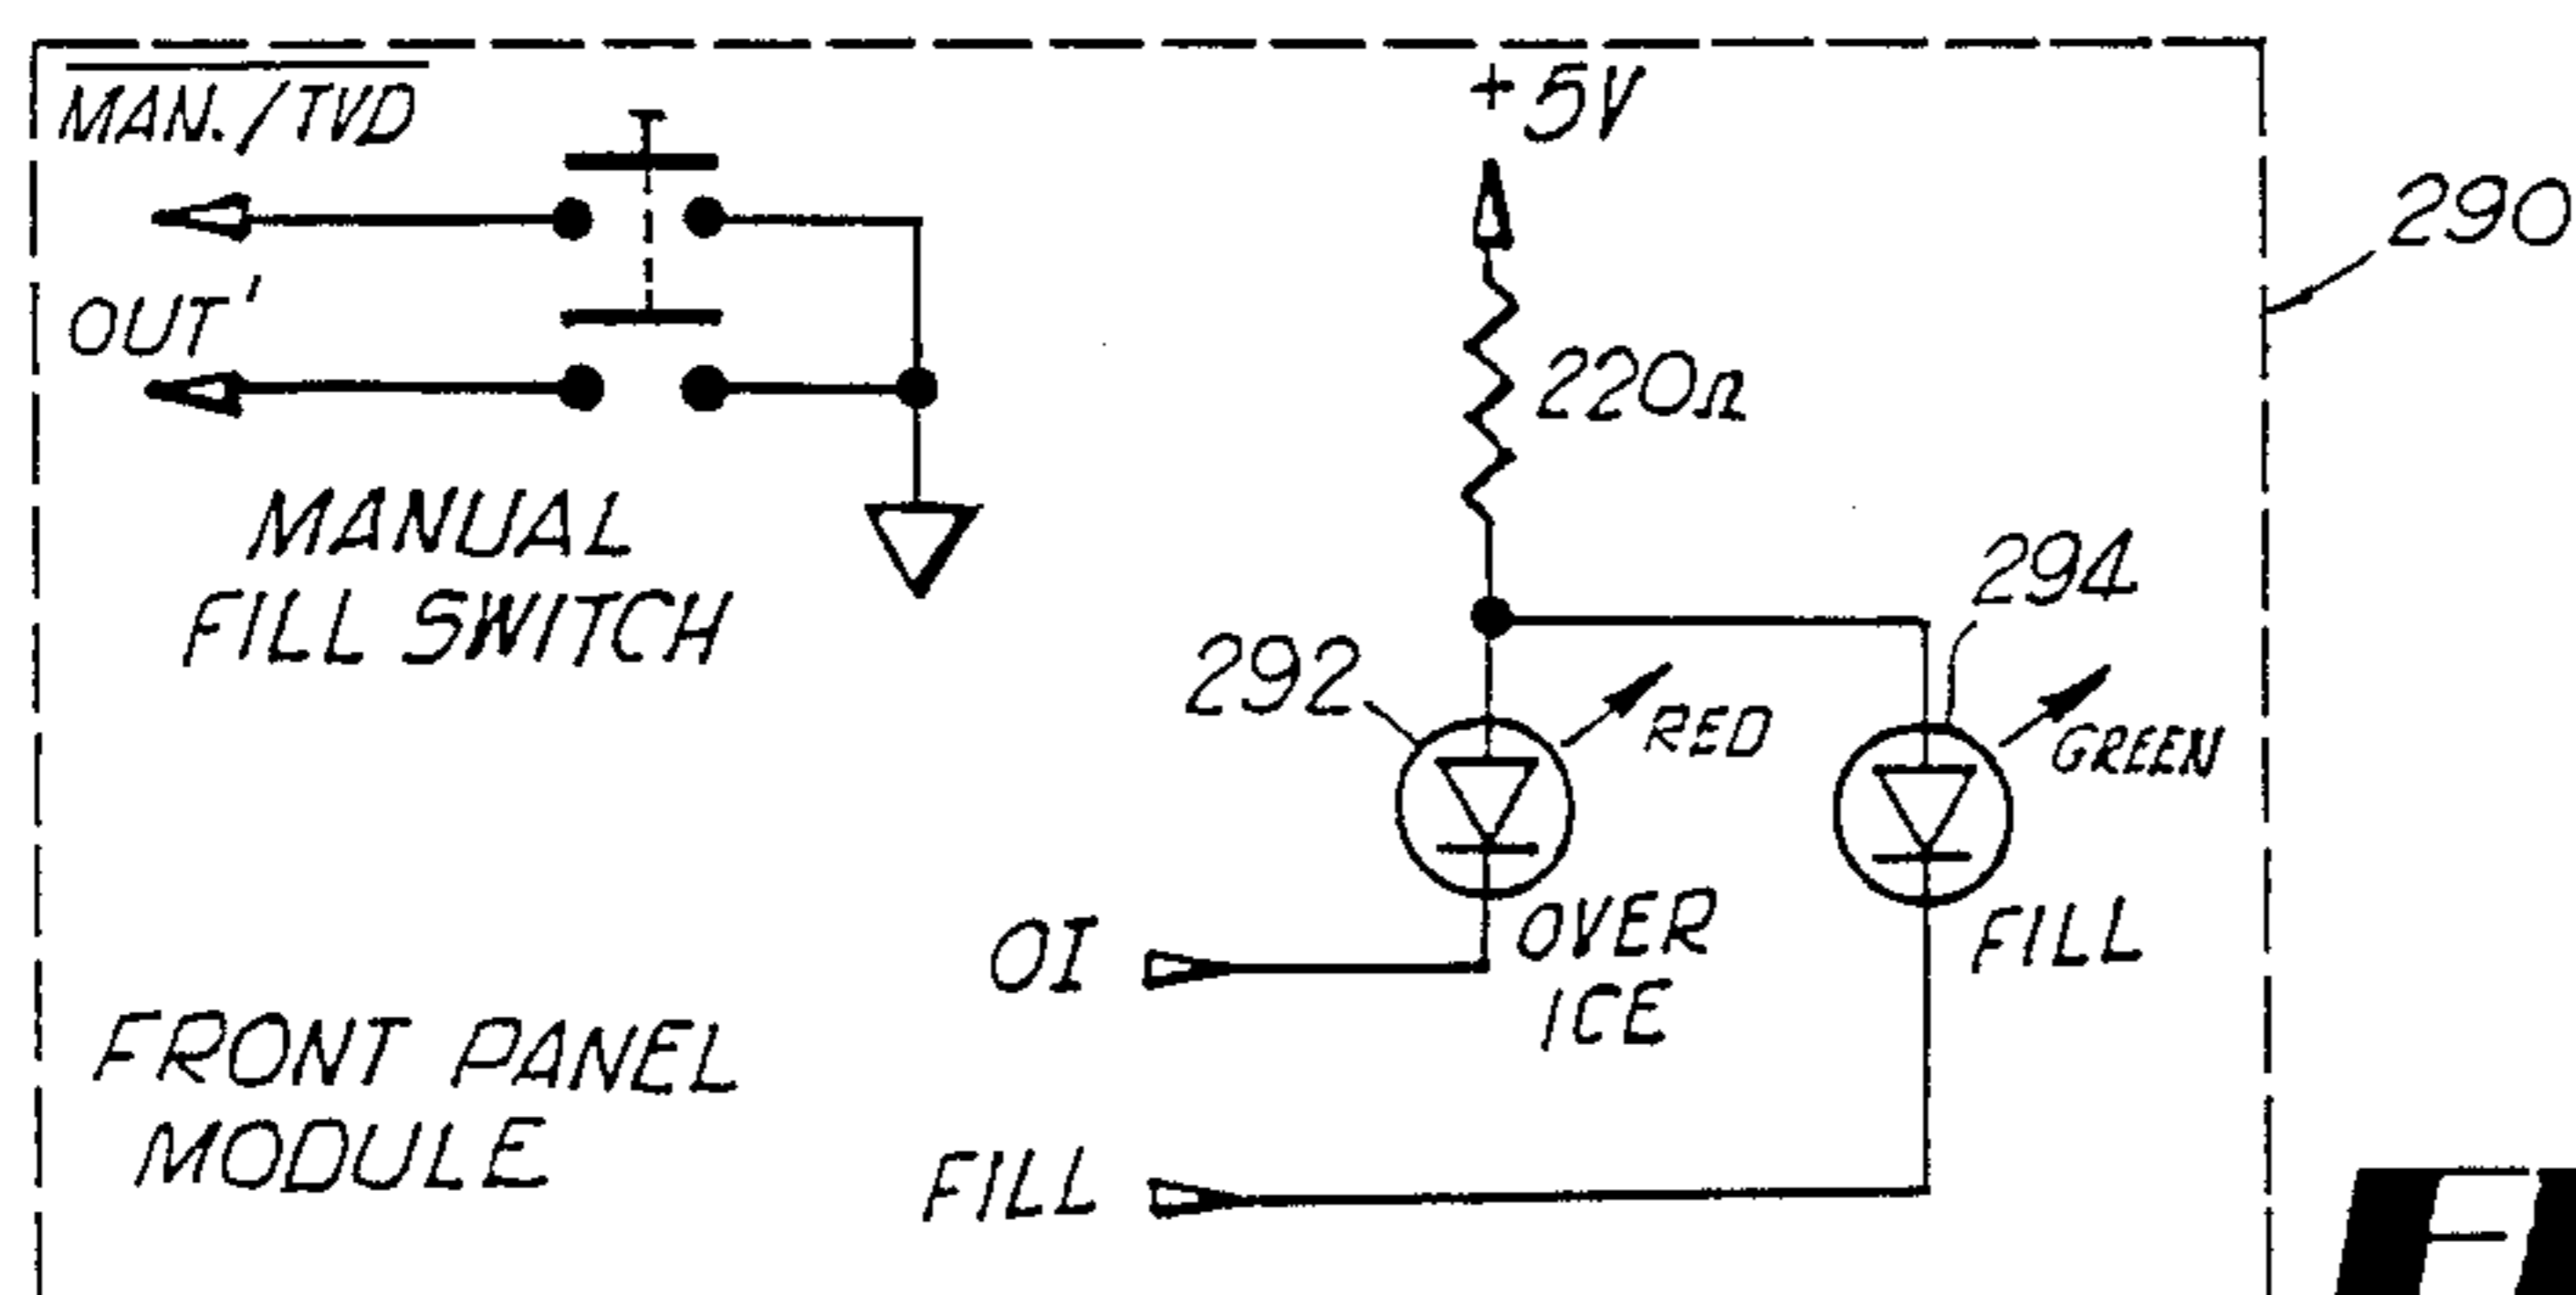 MAN./TVD
OUT'
MANUAL
FILL SWITCH
+5V
220Ω
290
292
RED
294
GREEN
OI
OVER
ICE
FILL
FRONT PANEL
MODULE
FILL